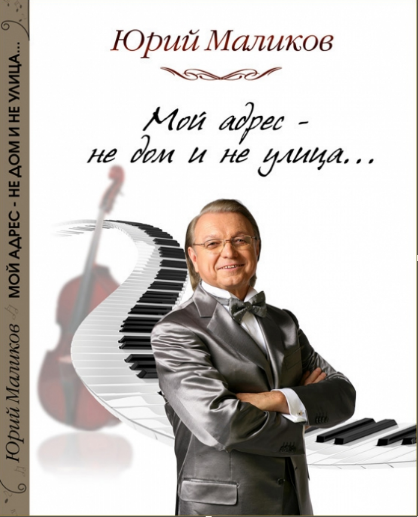 Юрий Маликов
Мой адрес -
не дом и не улица...
Юрий Маликов МОЙ АДРЕС - НЕ ДОМ И НЕ УЛИЦА...